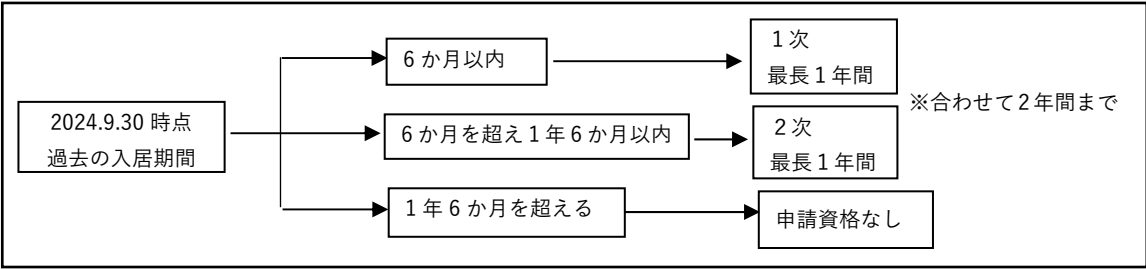 2024.9.30 時点
過去の入居期間
6 か月以内
1 次
最長 1 年間
6 か月を超え 1 年 6 か月以内
2 次
最長 1 年間
※合わせて 2 年間まで
1 年 6 か月を超える
申請資格なし